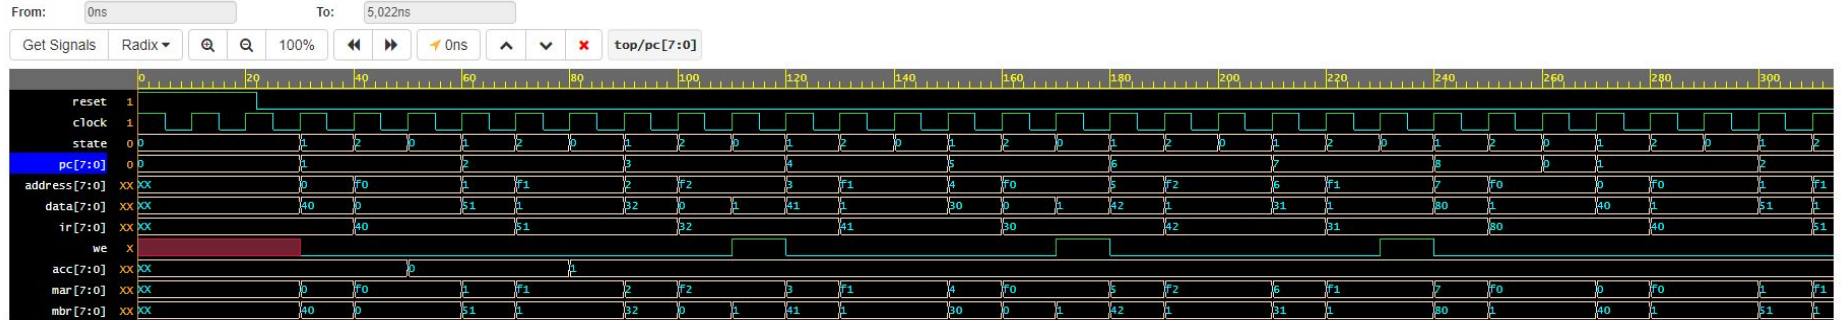 From: 0ns To: 5,022ns
Get Signals Radix 100% 0ns top/pc[7:0]
0 20 40 60 80 100 120 140 160 180 200 220 240 260 280 300
reset 1
clock 1
state 0 0 1 2 0 1 2 0 1 2 0 1 2 0 1 2 0 1 2 0 1 2 0 1 2 0 1 2 0 1 2
pc[7:0] 0 0 1 2 3 4 5 6 7 8 0 1 2
address[7:0] XX XX 0 f0 1 f1 2 f2 3 f1 4 f0 5 f2 6 f1 7 f0 0 f0 1 f1
data[7:0] XX XX 40 0 51 1 32 0 1 41 1 30 0 1 42 1 31 1 80 1 40 1 51 1
ir[7:0] XX XX 40 51 32 41 30 42 31 80 40 51
we X
acc[7:0] XX XX 0 1
mar[7:0] XX XX 0 f0 1 f1 2 f2 3 f1 4 f0 5 f2 6 f1 7 f0 0 f0 1 f1
mbr[7:0] XX XX 40 0 51 1 32 0 1 41 1 30 0 1 42 1 31 1 80 1 40 1 51 1